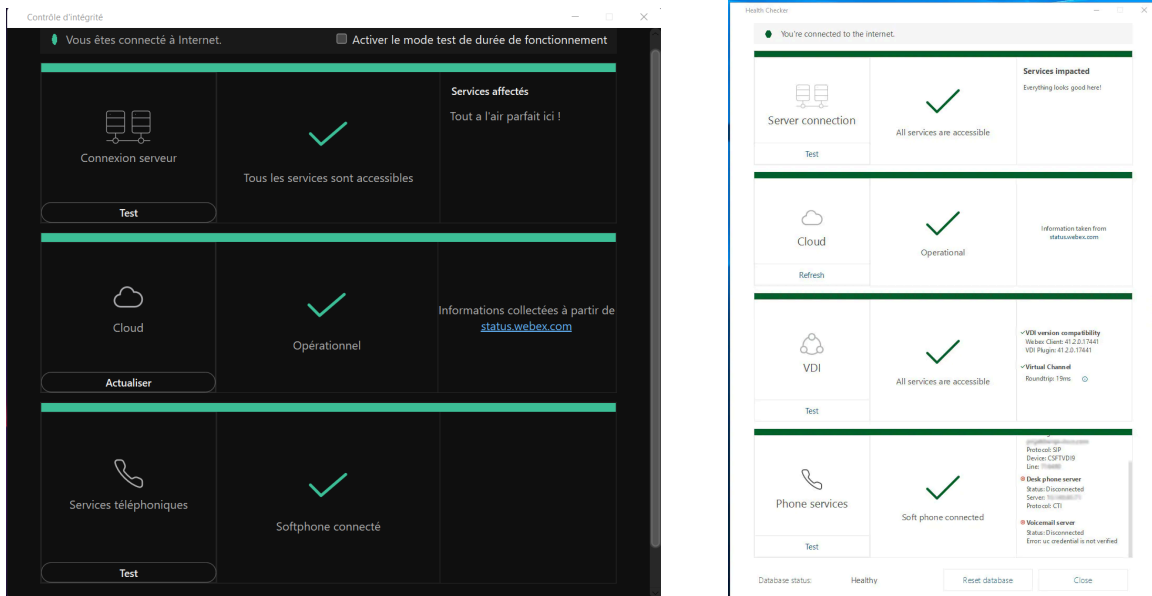 Contrôle d'intégrité
Vous êtes connecté à Internet.
Activer le mode test de durée de fonctionnement
Connexion serveur
Test
Tous les services sont accessibles
Services affectés
Tout a l'air parfait ici !
Cloud
Actualiser
Opérationnel
Informations collectées à partir de
status.webex.com
Services téléphoniques
Test
Softphone connecté
Health Checker
You're connected to the internet.
Server connection
Test
All services are accessible
Services impacted
Everything looks good here!
Cloud
Refresh
Operational
Information taken from
status.webex.com
VDI
Test
All services are accessible
VDI version compatibility
Webex Client: 41.2.0.17441
VDI Plugin: 41.2.0.17441
Virtual Channel
Roundtrip: 19ms
Phone services
Test
Soft phone connected
Protocol: SIP
Device: CSFTVDI9
Line:
Desk phone server
Status: Disconnected
Server:
Protocol: CTI
Voicemail server
Status: Disconnected
Error: uc credential is not verified
Database status:
Healthy
Reset database
Close